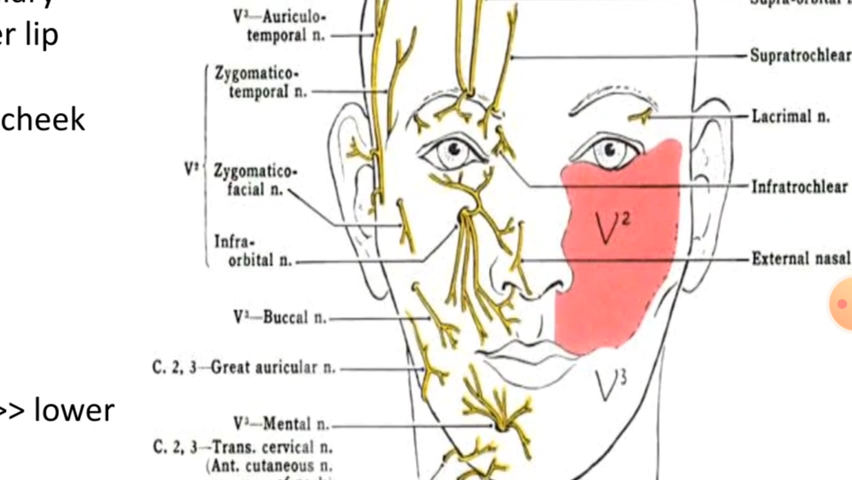 er lip
cheek
>> lower
V³—Auriculo-
temporal n.
Zygomatico-
temporal n.
V²
Zygomatico-
facial n.
Infra-
orbital n.
V³—Buccal n.
C. 2, 3—Great auricular n.
V³—Mental n.
C. 2, 3—Trans. cervical n.
(Ant. cutaneous n.
Supratrochlear
Lacrimal n.
Infratrochlear
External nasal
V²
V³